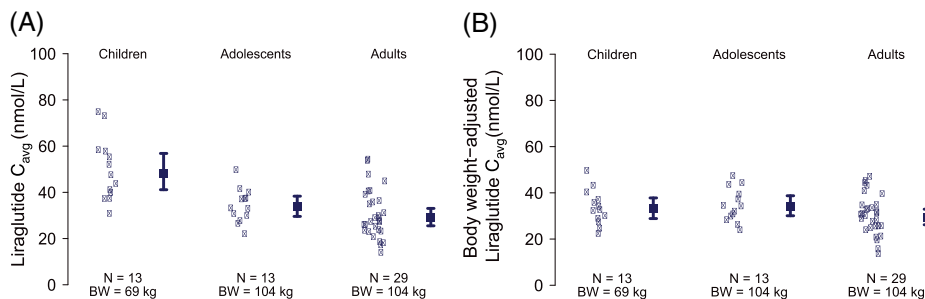 (A)
Liraglutide Cavg (nmol/L)
100
80
60
40
20
0
Children
Adolescents
Adults
N = 13
BW = 69 kg
N = 13
BW = 104 kg
N = 29
BW = 104 kg
(B)
Body weight−adjusted
Liraglutide Cavg(nmol/L)
100
80
60
40
20
0
Children
Adolescents
Adults
N = 13
BW = 69 kg
N = 13
BW = 104 kg
N = 29
BW = 104 kg